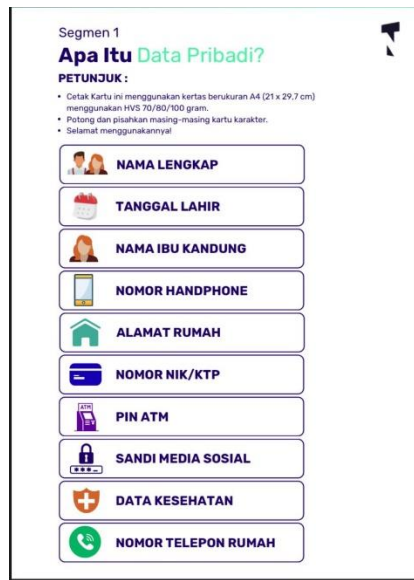 Segmen 1
Apa Itu Data Pribadi?
PETUNJUK :
• Cetak Kartu ini menggunakan kertas berukuran A4 (21 x 29,7 cm)
menggunakan HVS 70/80/100 gram.
• Potong dan pisahkan masing-masing kartu karakter.
• Selamat menggunakannya!
NAMA LENGKAP
TANGGAL LAHIR
NAMA IBU KANDUNG
NOMOR HANDPHONE
ALAMAT RUMAH
NOMOR NIK/KTP
ATM
PIN ATM
SANDI MEDIA SOSIAL
DATA KESEHATAN
NOMOR TELEPON RUMAH